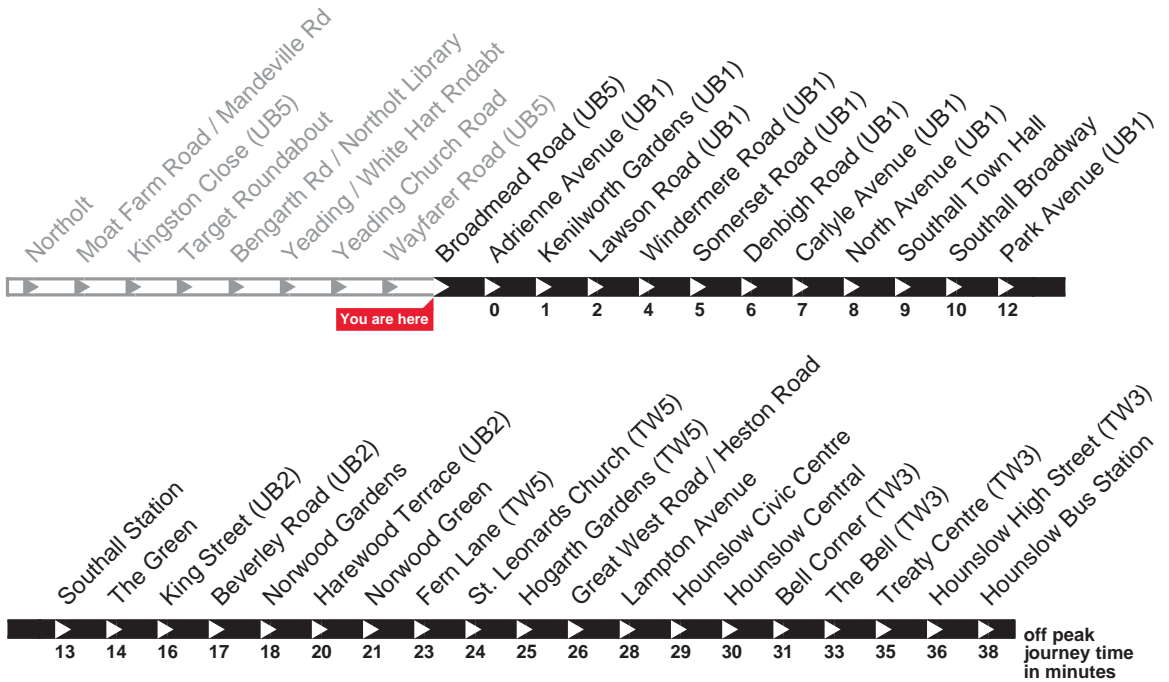 Northolt
Moat Farm Road / Mandeville Rd
Kingston Close (UB5)
Target Roundabout
Bengarth Rd / Northolt Library
Yeading / White Hart Rndabt
Yeading Church Road
Wayfarer Road (UB5)
Broadmead Road (UB5)
Adrienne Avenue (UB1)
Kenilworth Gardens (UB1)
Lawson Road (UB1)
Windermere Road (UB1)
Somerset Road (UB1)
Denbigh Road (UB1)
Carlyle Avenue (UB1)
North Avenue (UB1)
Southall Town Hall
Southall Broadway
Park Avenue (UB1)
You are here
0 1 2 4 5 6 7 8 9 10 12
Southall Station
The Green
King Street (UB2)
Beverley Road (UB2)
Norwood Gardens
Harewood Terrace (UB2)
Norwood Green
Fern Lane (TW5)
St. Leonards Church (TW5)
Hogarth Gardens (TW5)
Great West Road / Heston Road
Lampton Avenue
Hounslow Civic Centre
Hounslow Central
Bell Corner (TW3)
The Bell (TW3)
Treaty Centre (TW3)
Hounslow High Street (TW3)
Hounslow Bus Station
13 14 16 17 18 20 21 23 24 25 26 28 29 30 31 33 35 36 38
off peak
journey time
in minutes